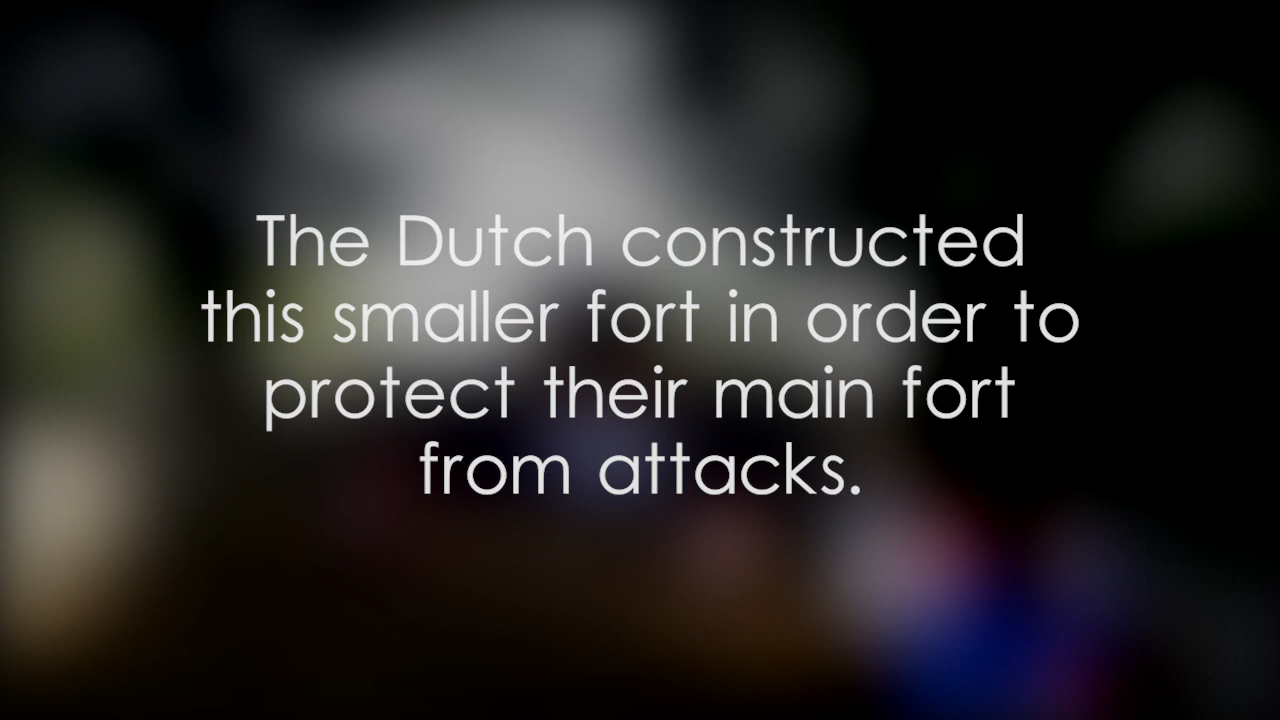 The Dutch constructed
this smaller fort in order to
protect their main fort
from attacks.